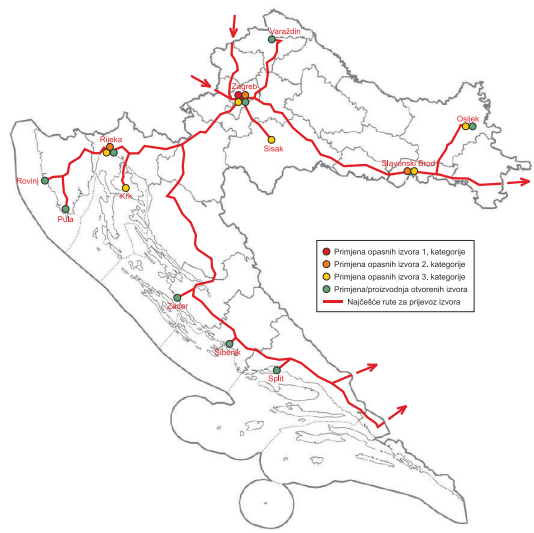 Varaždin
Zagreb
Osijek
Rijeka
Sisak
Slavonski Brod
Rovinj
Krk
Pula
Primjena opasnih izvora 1, kategorije
Primjena opasnih izvora 2. kategorije
Primjena opasnih izvora 3. kategorije
Primjena/proizvodnja otvorenih izvora
Najčešće rute za prijevoz izvora
Zadar
Šibenik
Split